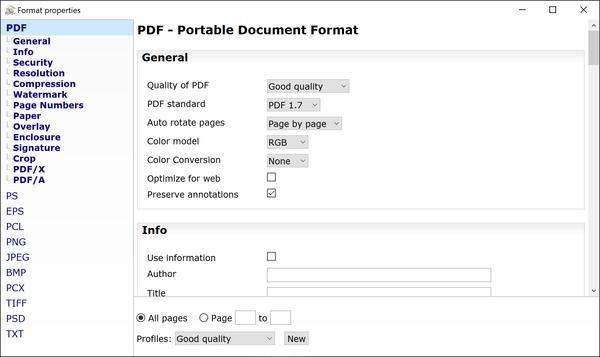 Format properties
PDF
General
Info
Security
Resolution
Compression
Watermark
Page Numbers
Paper
Overlay
Enclosure
Signature
Crop
PDF/X
PDF/A
PS
EPS
PCL
PNG
JPEG
BMP
PCX
TIFF
PSD
TXT
PDF - Portable Document Format
General
Quality of PDF Good quality
PDF standard PDF 1.7
Auto rotate pages Page by page
Color model RGB
Color Conversion None
Optimize for web
Preserve annotations
Info
Use information
Author
Title
All pages Page to
Profiles: Good quality New